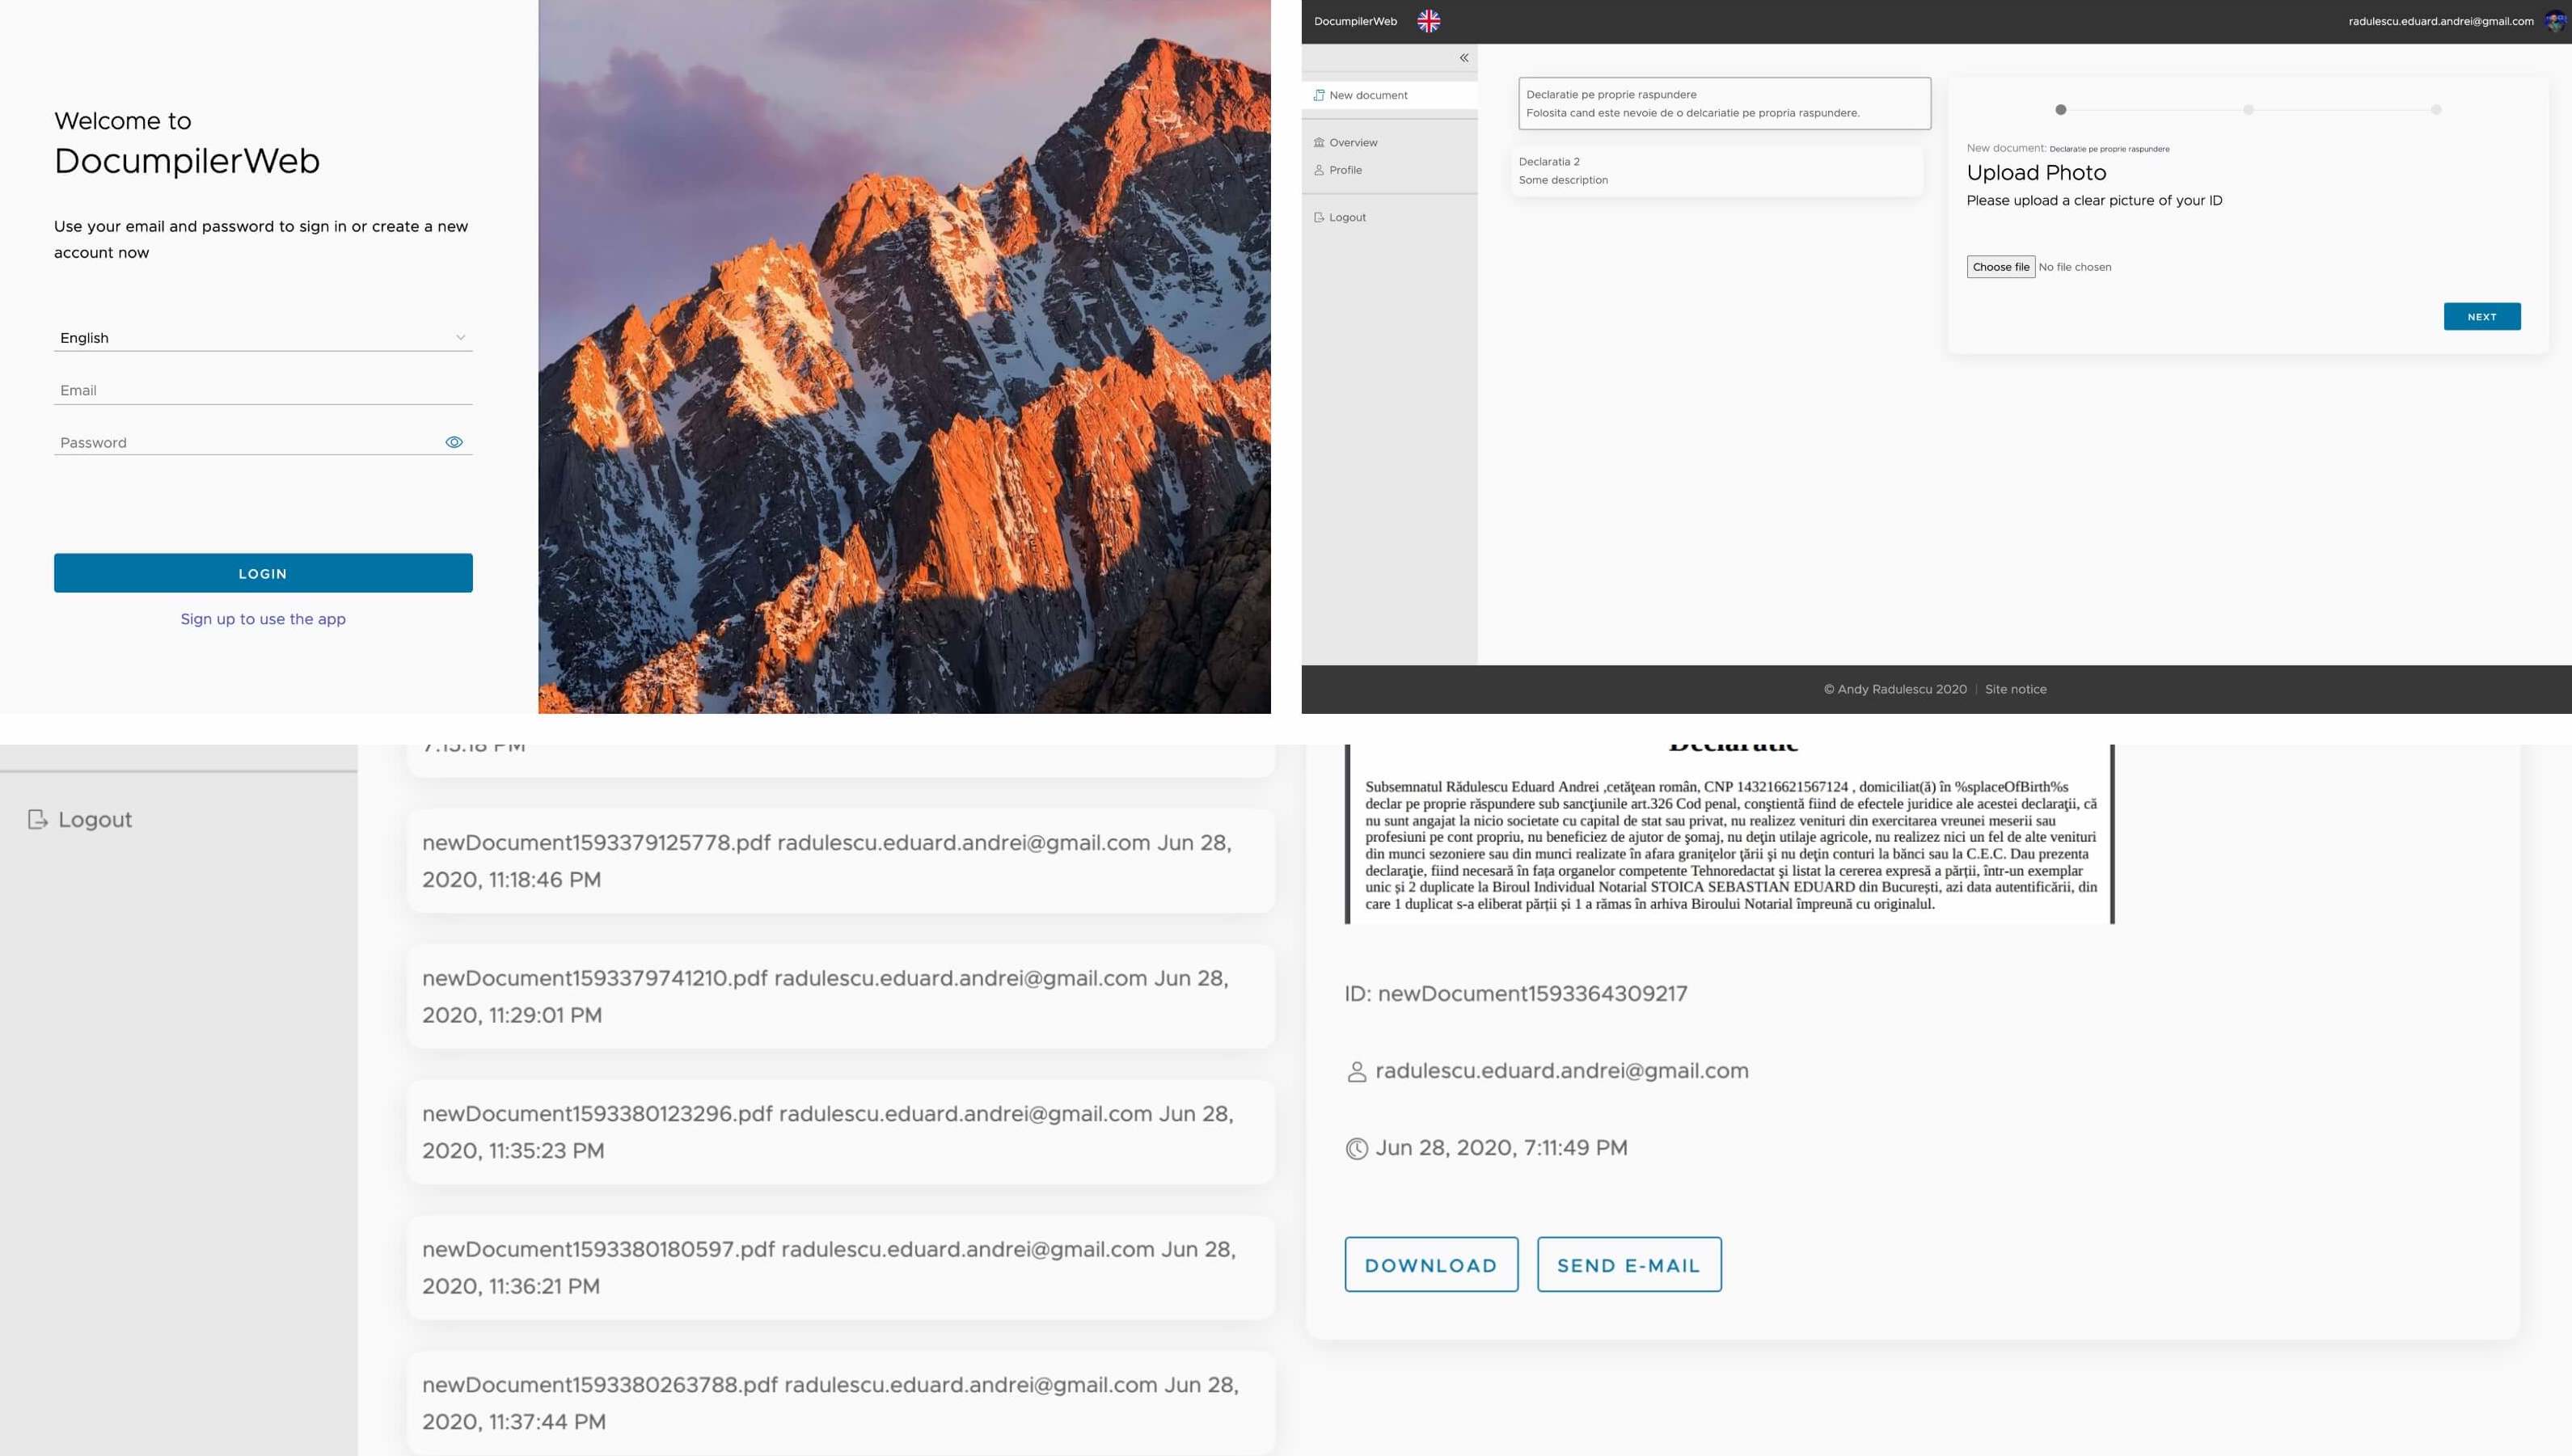 Welcome to
DocumpilerWeb
Use your email and password to sign in or create a new
account now
English
Email
Password
LOGIN
Sign up to use the app
DocumpilerWeb
radulescu.eduard.andrei@gmail.com
New document
Overview
Profile
Logout
Declaratie pe proprie raspundere
Folosita cand este nevoie de o delcariatie pe propria raspundere.
Declaratia 2
Some description
New document: Declaratie pe proprie raspundere
Upload Photo
Please upload a clear picture of your ID
Choose file No file chosen
NEXT
© Andy Radulescu 2020 | Site notice
Logout
7:15:18 PM
newDocument1593379125778.pdf radulescu.eduard.andrei@gmail.com Jun 28,
2020, 11:18:46 PM
newDocument1593379741210.pdf radulescu.eduard.andrei@gmail.com Jun 28,
2020, 11:29:01 PM
newDocument1593380123296.pdf radulescu.eduard.andrei@gmail.com Jun 28,
2020, 11:35:23 PM
newDocument1593380180597.pdf radulescu.eduard.andrei@gmail.com Jun 28,
2020, 11:36:21 PM
newDocument1593380263788.pdf radulescu.eduard.andrei@gmail.com Jun 28,
2020, 11:37:44 PM
Declaratie
Subsemnatul Rădulescu Eduard Andrei ,cetăţean român, CNP 143216621567124 , domiciliat(ă) în %splaceOfBirth%s
declar pe proprie răspundere sub sancţiunile art.326 Cod penal, conştientă fiind de efectele juridice ale acestei declaraţii, că
nu sunt angajat la nicio societate cu capital de stat sau privat, nu realizez venituri din exercitarea vreunei meserii sau
profesiuni pe cont propriu, nu beneficiez de ajutor de şomaj, nu deţin utilaje agricole, nu realizez nici un fel de alte venituri
din munci sezoniere sau din munci realizate în afara graniţelor ţării şi nu deţin conturi la bănci sau la C.E.C. Dau prezenta
declaraţie, fiind necesară în fața organelor competente Tehnoredactat şi listat la cererea expresă a părţii, într-un exemplar
unic și 2 duplicate la Biroul Individual Notarial STOICA SEBASTIAN EDUARD din București, azi data autentificării, din
care 1 duplicat s-a eliberat părții și 1 a rămas în arhiva Biroului Notarial împreună cu originalul.
ID: newDocument1593364309217
radulescu.eduard.andrei@gmail.com
Jun 28, 2020, 7:11:49 PM
DOWNLOAD
SEND E-MAIL